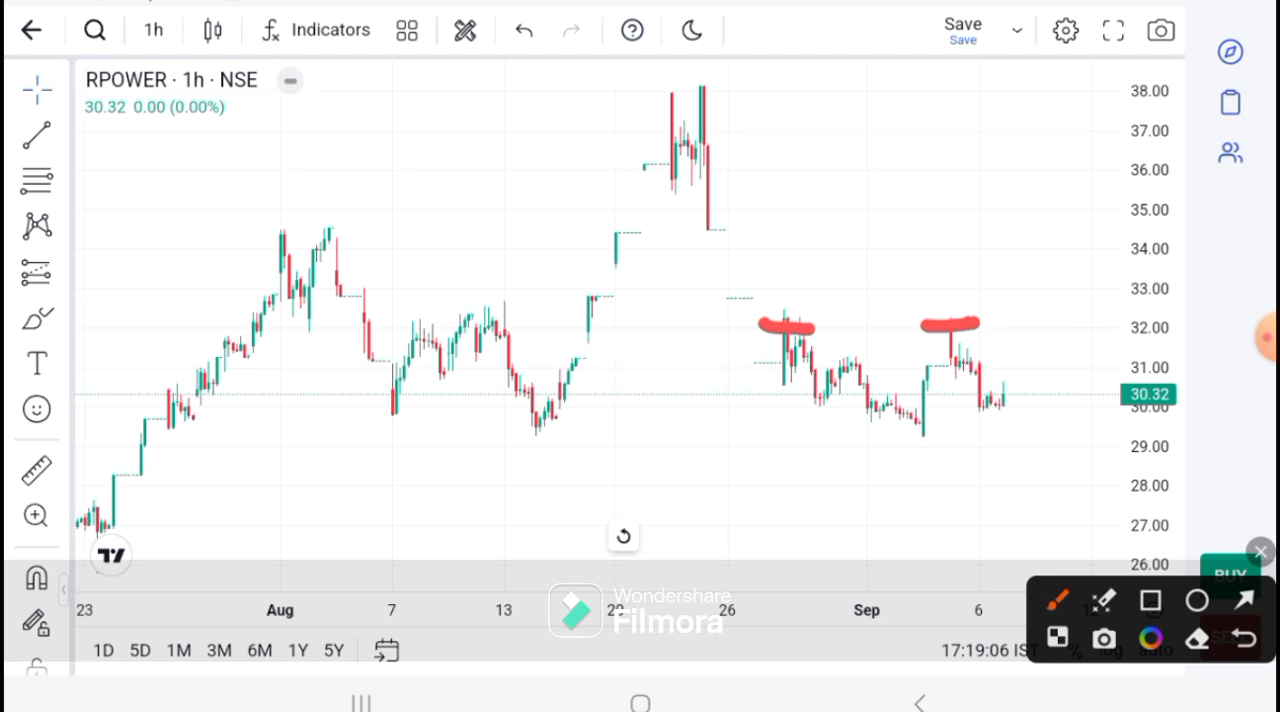 1h
Indicators
Save
Save
RPOWER · 1h · NSE
30.32 0.00 (0.00%)
38.00
37.00
36.00
35.00
34.00
33.00
32.00
31.00
30.32
30.00
29.00
28.00
27.00
26.00
BUY
23 Aug 7 13 26 Sep 6
Wondershare
Filmora
1D 5D 1M 3M 6M 1Y 5Y
17:19:06 IST % log auto